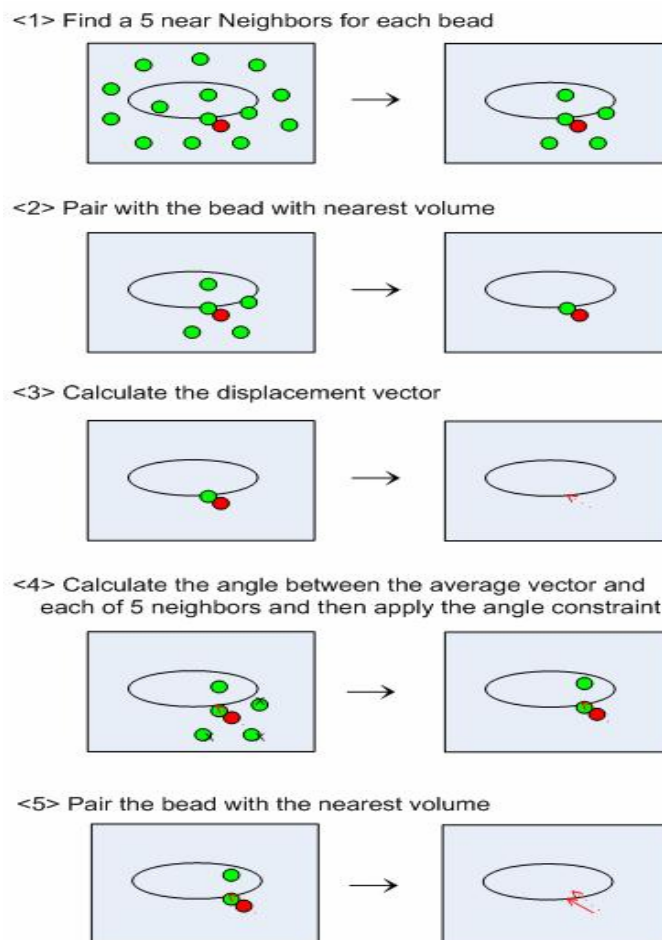 <1> Find a 5 near Neighbors for each bead
<2> Pair with the bead with nearest volume
<3> Calculate the displacement vector
<4> Calculate the angle between the average vector and
each of 5 neighbors and then apply the angle constraint
<5> Pair the bead with the nearest volume